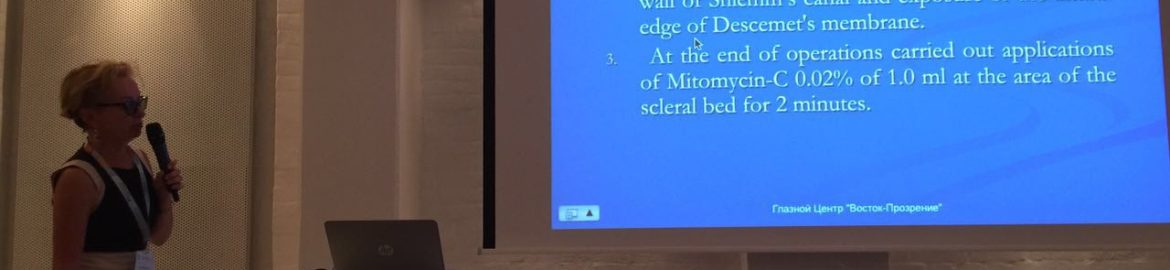 wall of Shlemm's canal and exposure of the
edge of Descemet's membrane.
3. At the end of operations carried out applications
of Mitomycin-C 0.02% of 1.0 ml at the area of the
scleral bed for 2 minutes.
Глазной Центр "Восток-Прозрение"
hp